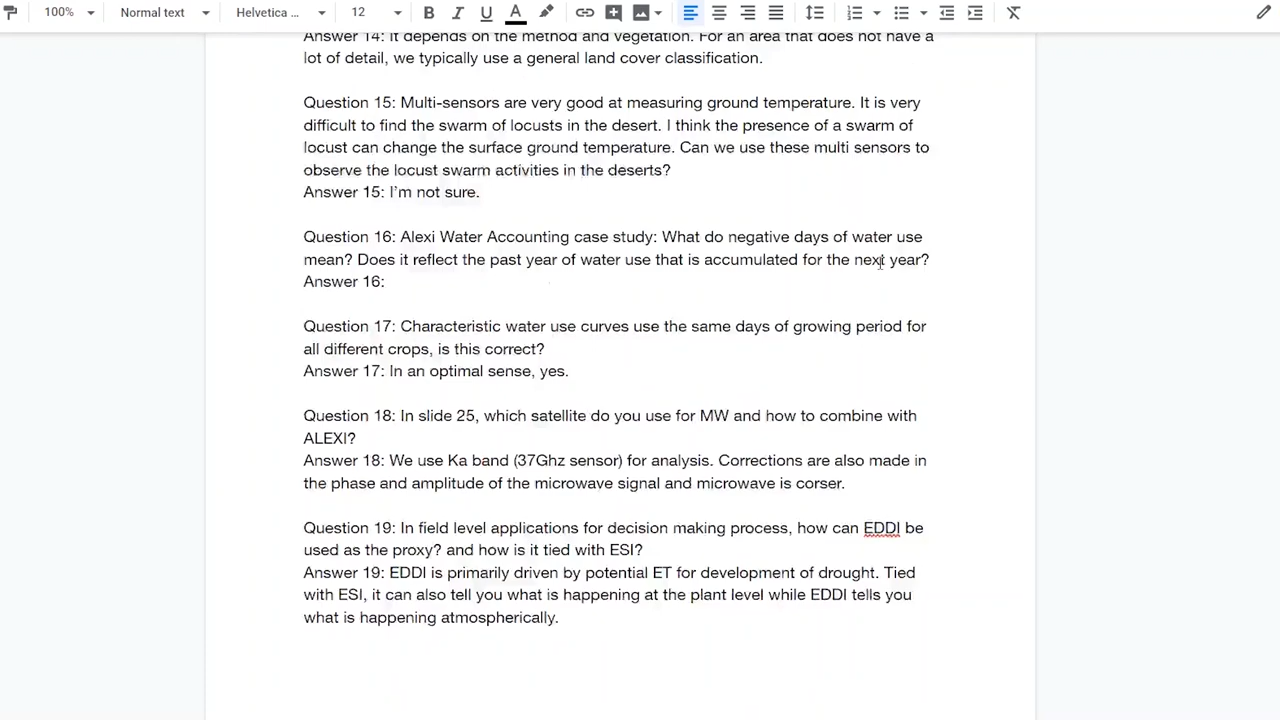 100% Normal text Helvetica ... 12 B I U A
Answer 14: It depends on the method and vegetation. For an area that does not have a
lot of detail, we typically use a general land cover classification.
Question 15: Multi-sensors are very good at measuring ground temperature. It is very
difficult to find the swarm of locusts in the desert. I think the presence of a swarm of
locust can change the surface ground temperature. Can we use these multi sensors to
observe the locust swarm activities in the deserts?
Answer 15: I’m not sure.
Question 16: Alexi Water Accounting case study: What do negative days of water use
mean? Does it reflect the past year of water use that is accumulated for the next year?
Answer 16:
Question 17: Characteristic water use curves use the same days of growing period for
all different crops, is this correct?
Answer 17: In an optimal sense, yes.
Question 18: In slide 25, which satellite do you use for MW and how to combine with
ALEXI?
Answer 18: We use Ka band (37Ghz sensor) for analysis. Corrections are also made in
the phase and amplitude of the microwave signal and microwave is corser.
Question 19: In field level applications for decision making process, how can EDDI be
used as the proxy? and how is it tied with ESI?
Answer 19: EDDI is primarily driven by potential ET for development of drought. Tied
with ESI, it can also tell you what is happening at the plant level while EDDI tells you
what is happening atmospherically.